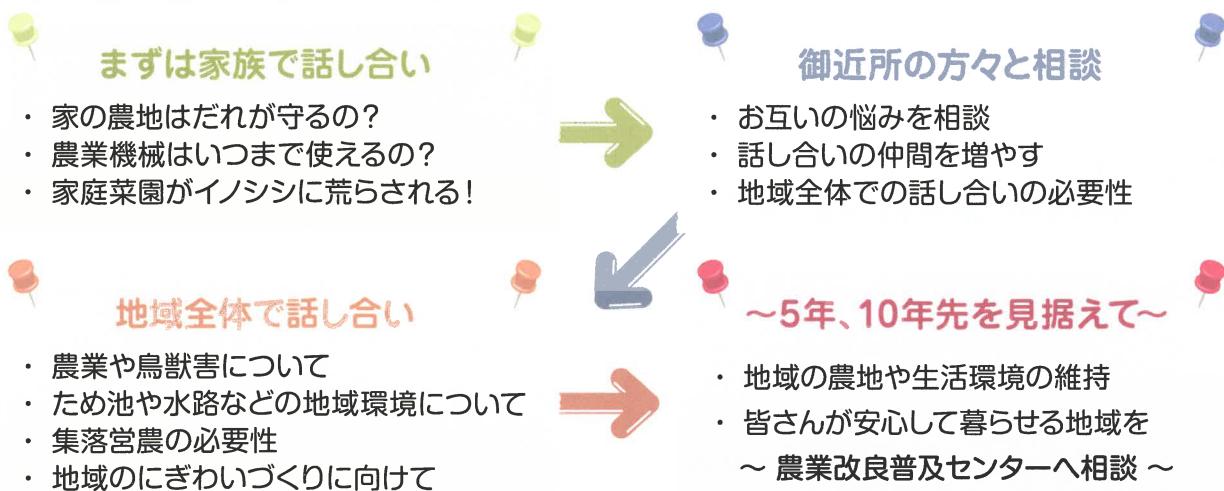 まずは家族で話し合い
・ 家の農地はだれが守るの？
・ 農業機械はいつまで使えるの？
・ 家庭菜園がイノシシに荒らされる！
御近所の方々と相談
・ お互いの悩みを相談
・ 話し合いの仲間を増やす
・ 地域全体での話し合いの必要性
地域全体で話し合い
・ 農業や鳥獣害について
・ ため池や水路などの地域環境について
・ 集落営農の必要性
・ 地域のにぎわいづくりに向けて
～5年、10年先を見据えて～
・ 地域の農地や生活環境の維持
・ 皆さんが安心して暮らせる地域を
～ 農業改良普及センターへ相談 ～